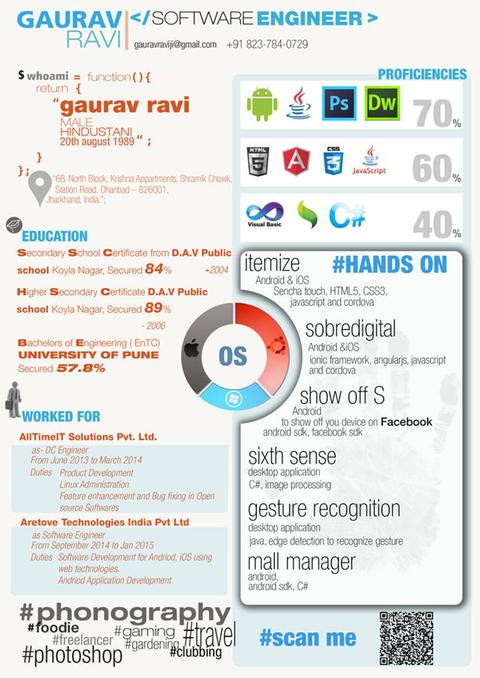 GAURAV
RAVI
</SOFTWARE ENGINEER >
gauravraviji@gmail.com +91 823-784-0729
$ whoami = function(){
return {
“gaurav ravi
MALE
HINDUSTANI
20th august 1989 “ ;
}
};
“6B, North Block, Krishna Appartments, Shramik Chowk,
Station Road, Dhanbad – 826001,
Jharkhand, India.”;
PROFICIENCIES
Ps Dw 70%
HTML 5 A CSS 3 JavaScript 60%
Visual Basic C# 40%
EDUCATION
Secondary School Certificate from D.A.V Public
school Koyla Nagar, Secured 84% -2004
Higher Secondary Certificate D.A.V Public
school Koyla Nagar, Secured 89%
- 2006
Bachelors of Engineering ( EnTC)
UNIVERSITY OF PUNE
Secured 57.8%
OS
WORKED FOR
AllTimeIT Solutions Pvt. Ltd.
as- DC Engineer
From June 2013 to March 2014
Duties Product Development
Linux Administration
Feature enhancement and Bug fixing in Open
source Softwares
Aretove Technologies India Pvt Ltd
as Software Engineer
From September 2014 to Jan 2015
Duties Software Development for Andriod, iOS using
web technologies.
Andriod Application Development
#HANDS ON
itemize
Android & iOS
Sencha touch, HTML5, CSS3,
javascript and cordova
sobredigital
Android &iOS
ionic framework, angularjs, javascript
and cordova
show off S
Android
to show off you device on Facebook
android sdk, facebook sdk
sixth sense
desktop application
C#, image processing
gesture recognition
desktop application
java, edge detection to recognize gesture
mall manager
android,
android sdk, C#
#phonography
#foodie
#freelancer
#gaming
#gardening
#travel
#photoshop
#clubbing
#scan me